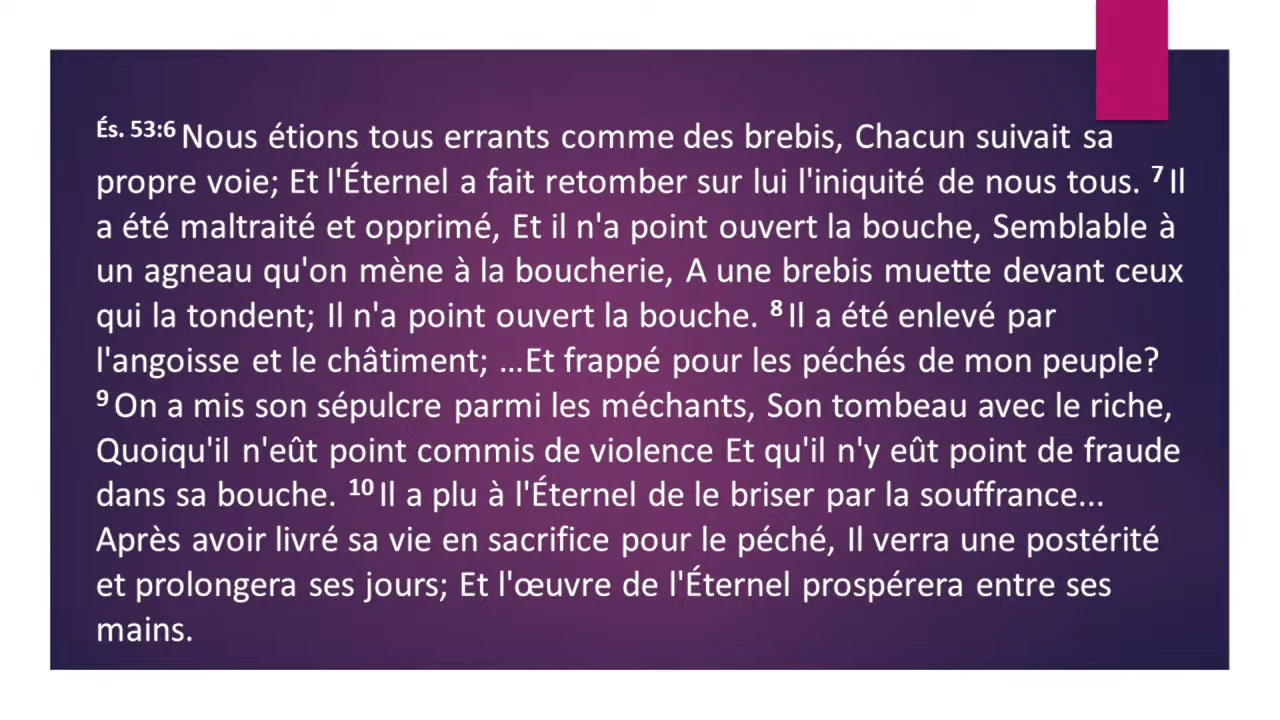 És. 53:6 Nous étions tous errants comme des brebis, Chacun suivait sa
propre voie; Et l'Éternel a fait retomber sur lui l'iniquité de nous tous. 7 Il
a été maltraité et opprimé, Et il n'a point ouvert la bouche, Semblable à
un agneau qu'on mène à la boucherie, A une brebis muette devant ceux
qui la tondent; Il n'a point ouvert la bouche. 8 Il a été enlevé par
l'angoisse et le châtiment; ...Et frappé pour les péchés de mon peuple?
9 On a mis son sépulcre parmi les méchants, Son tombeau avec le riche,
Quoiqu'il n'eût point commis de violence Et qu'il n'y eût point de fraude
dans sa bouche. 10 Il a plu à l'Éternel de le briser par la souffrance...
Après avoir livré sa vie en sacrifice pour le péché, Il verra une postérité
et prolongera ses jours; Et l'œuvre de l'Éternel prospérera entre ses
mains.